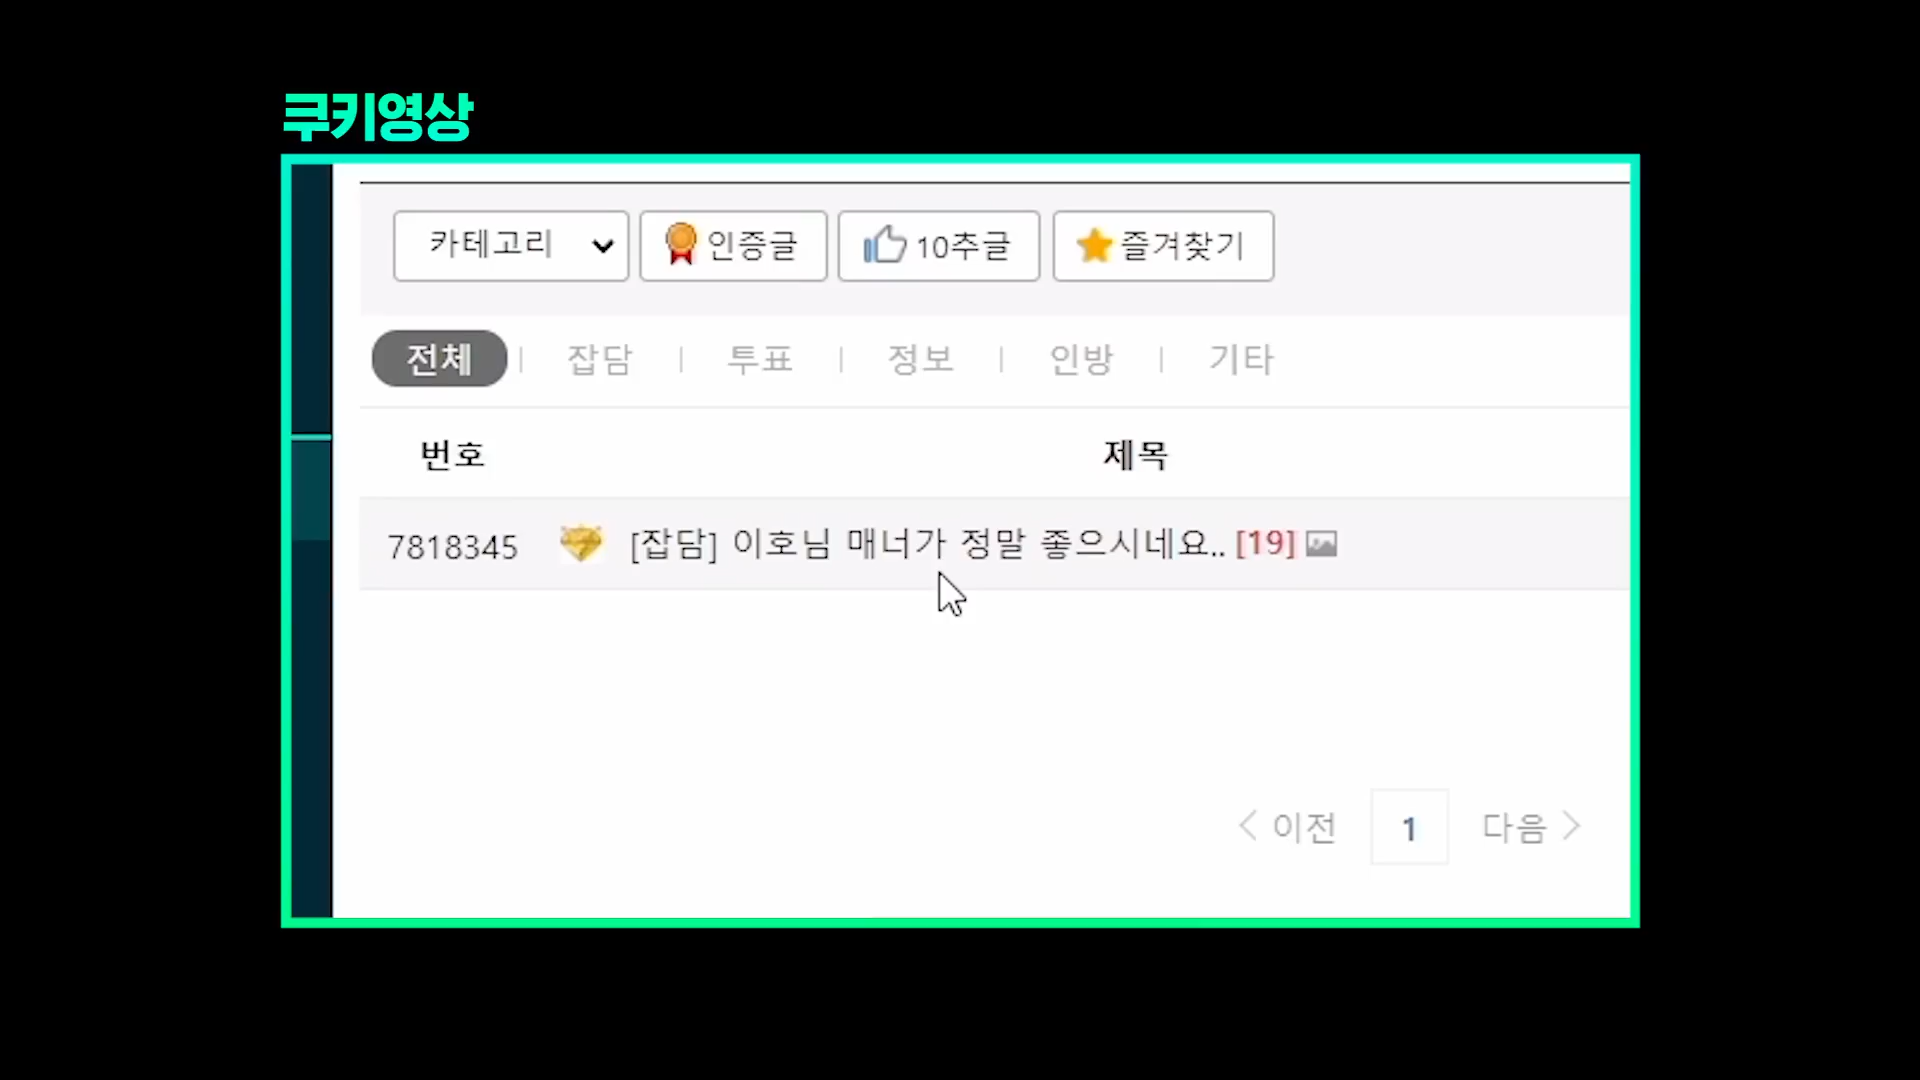 쿠키영상
카테고리 인증글 10추글 즐겨찾기
전체 | 잡담 | 투표 | 정보 | 인방 | 기타
번호 제목
7818345 [잡담] 이호님 매너가 정말 좋으시네요.. [19]
< 이전 1 다음 >